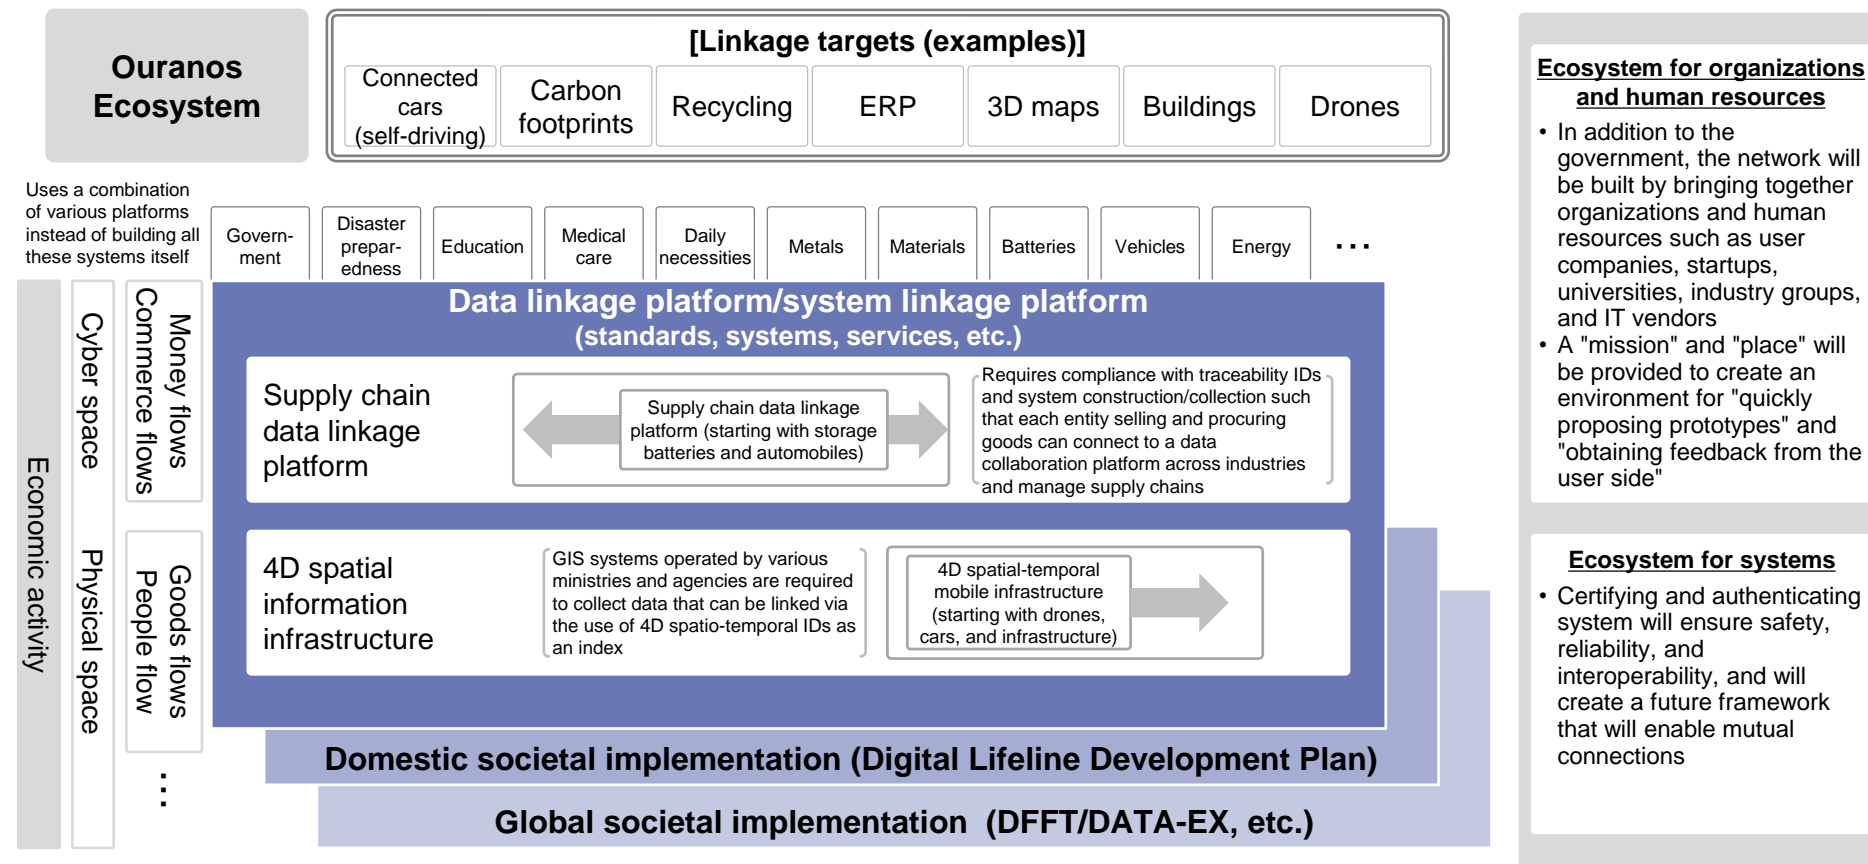 Ouranos
Ecosystem
[Linkage targets (examples)]
Connected
cars
(self-driving)
Carbon
footprints
Recycling
ERP
3D maps
Buildings
Drones
Uses a combination
of various platforms
instead of building all
these systems itself
Govern-
ment
Disaster
prepar-
edness
Education
Medical
care
Daily
necessities
Metals
Materials
Batteries
Vehicles
Energy
...
Economic activity
Cyber space
Physical space
Money flows
Commerce flows
Goods flows
People flow
...
Data linkage platform/system linkage platform
(standards, systems, services, etc.)
Supply chain
data linkage
platform
Supply chain data linkage
platform (starting with storage
batteries and automobiles)
Requires compliance with traceability IDs
and system construction/collection such
that each entity selling and procuring
goods can connect to a data
collaboration platform across industries
and manage supply chains
4D spatial
information
infrastructure
GIS systems operated by various
ministries and agencies are required
to collect data that can be linked via
the use of 4D spatio-temporal IDs as
an index
4D spatial-temporal
mobile infrastructure
(starting with drones,
cars, and infrastructure)
Domestic societal implementation (Digital Lifeline Development Plan)
Global societal implementation (DFFT/DATA-EX, etc.)
Ecosystem for organizations
and human resources
• In addition to the
government, the network will
be built by bringing together
organizations and human
resources such as user
companies, startups,
universities, industry groups,
and IT vendors
• A "mission" and "place" will
be provided to create an
environment for "quickly
proposing prototypes" and
"obtaining feedback from the
user side"
Ecosystem for systems
• Certifying and authenticating
system will ensure safety,
reliability, and
interoperability, and will
create a future framework
that will enable mutual
connections